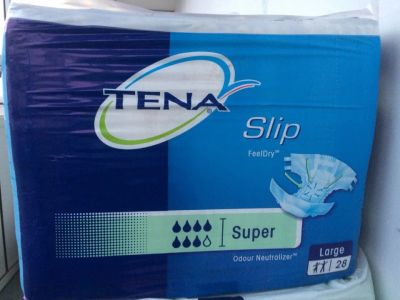 TENA
Slip
FeelDry™
Super
Odour Neutralizer™
Large
28